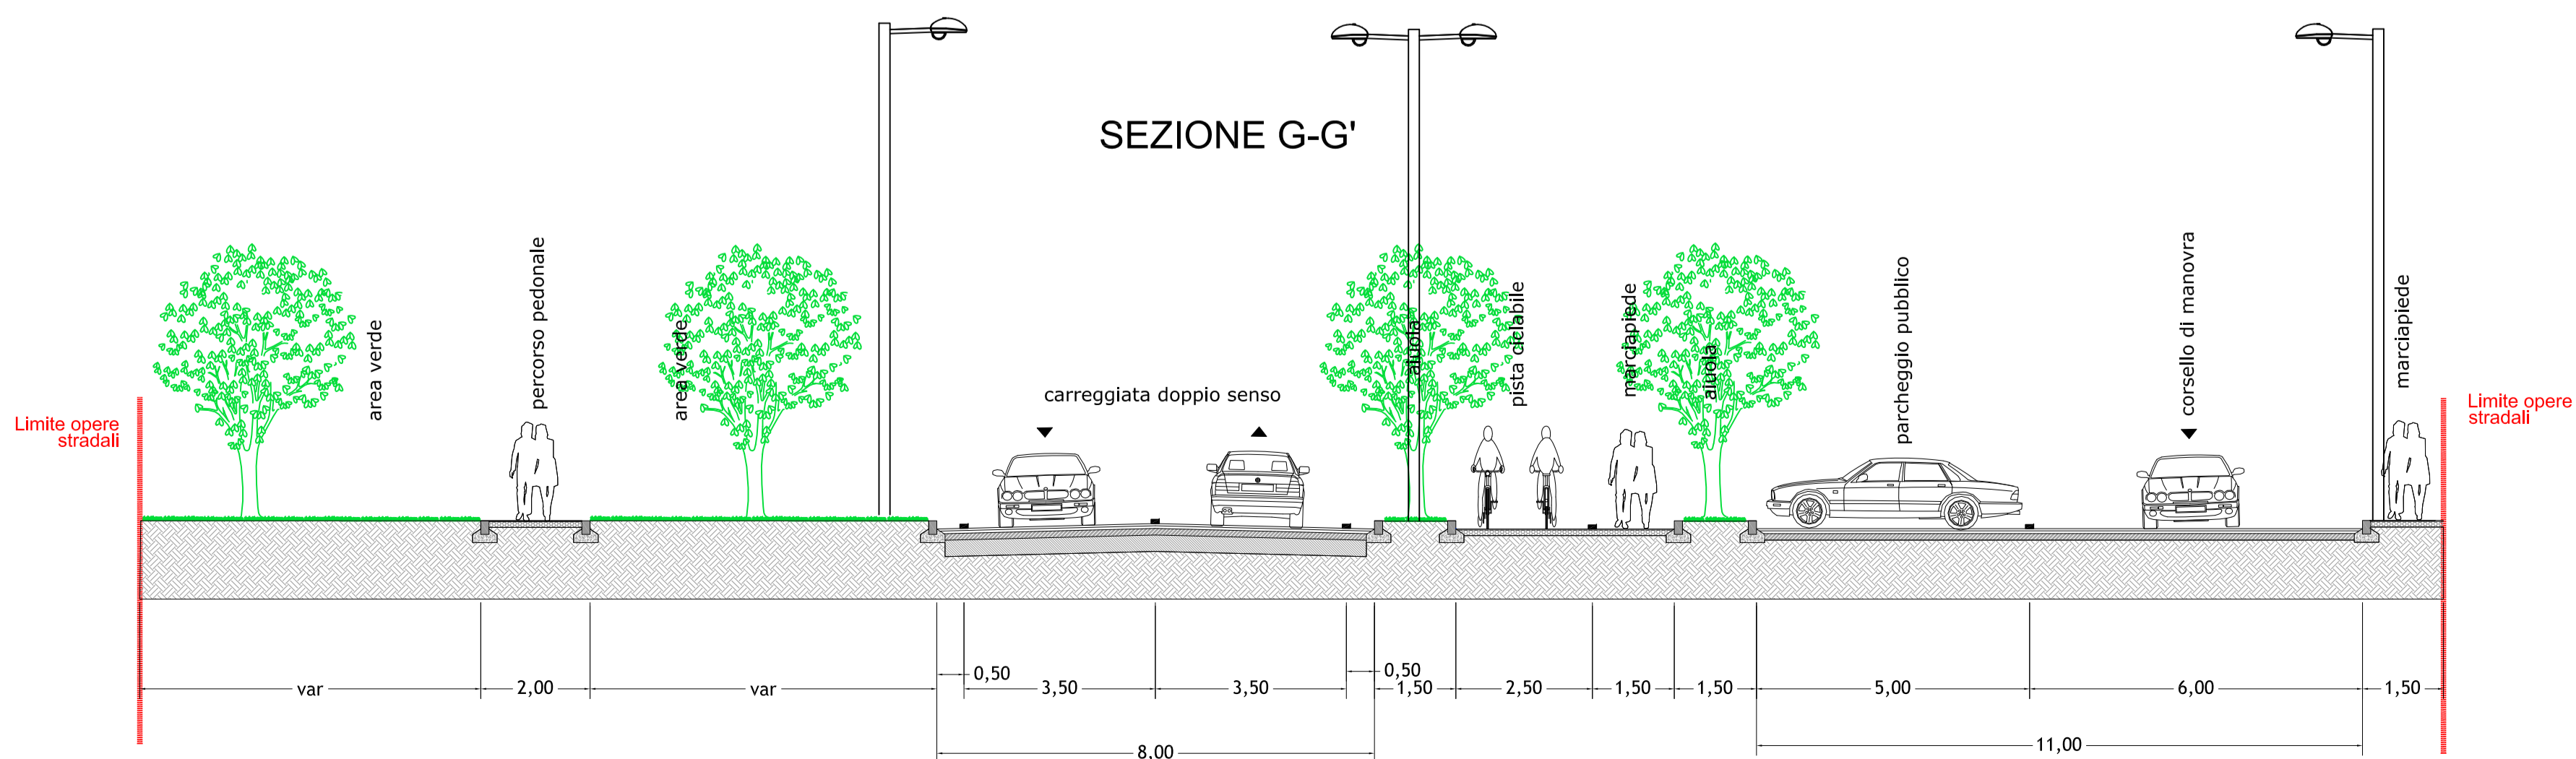 SEZIONE G-G'
area verde
percorso pedonale
area verde
carreggiata doppio senso
aiuola
pista ciclabile
marciapiede
aiuola
parcheggio pubblico
corsello di manovra
marciapiede
Limite opere
stradali
Limite opere
stradali
var
2,00
var
0,50
3,50
3,50
0,50
1,50
2,50
1,50
1,50
5,00
6,00
1,50
8,00
11,00